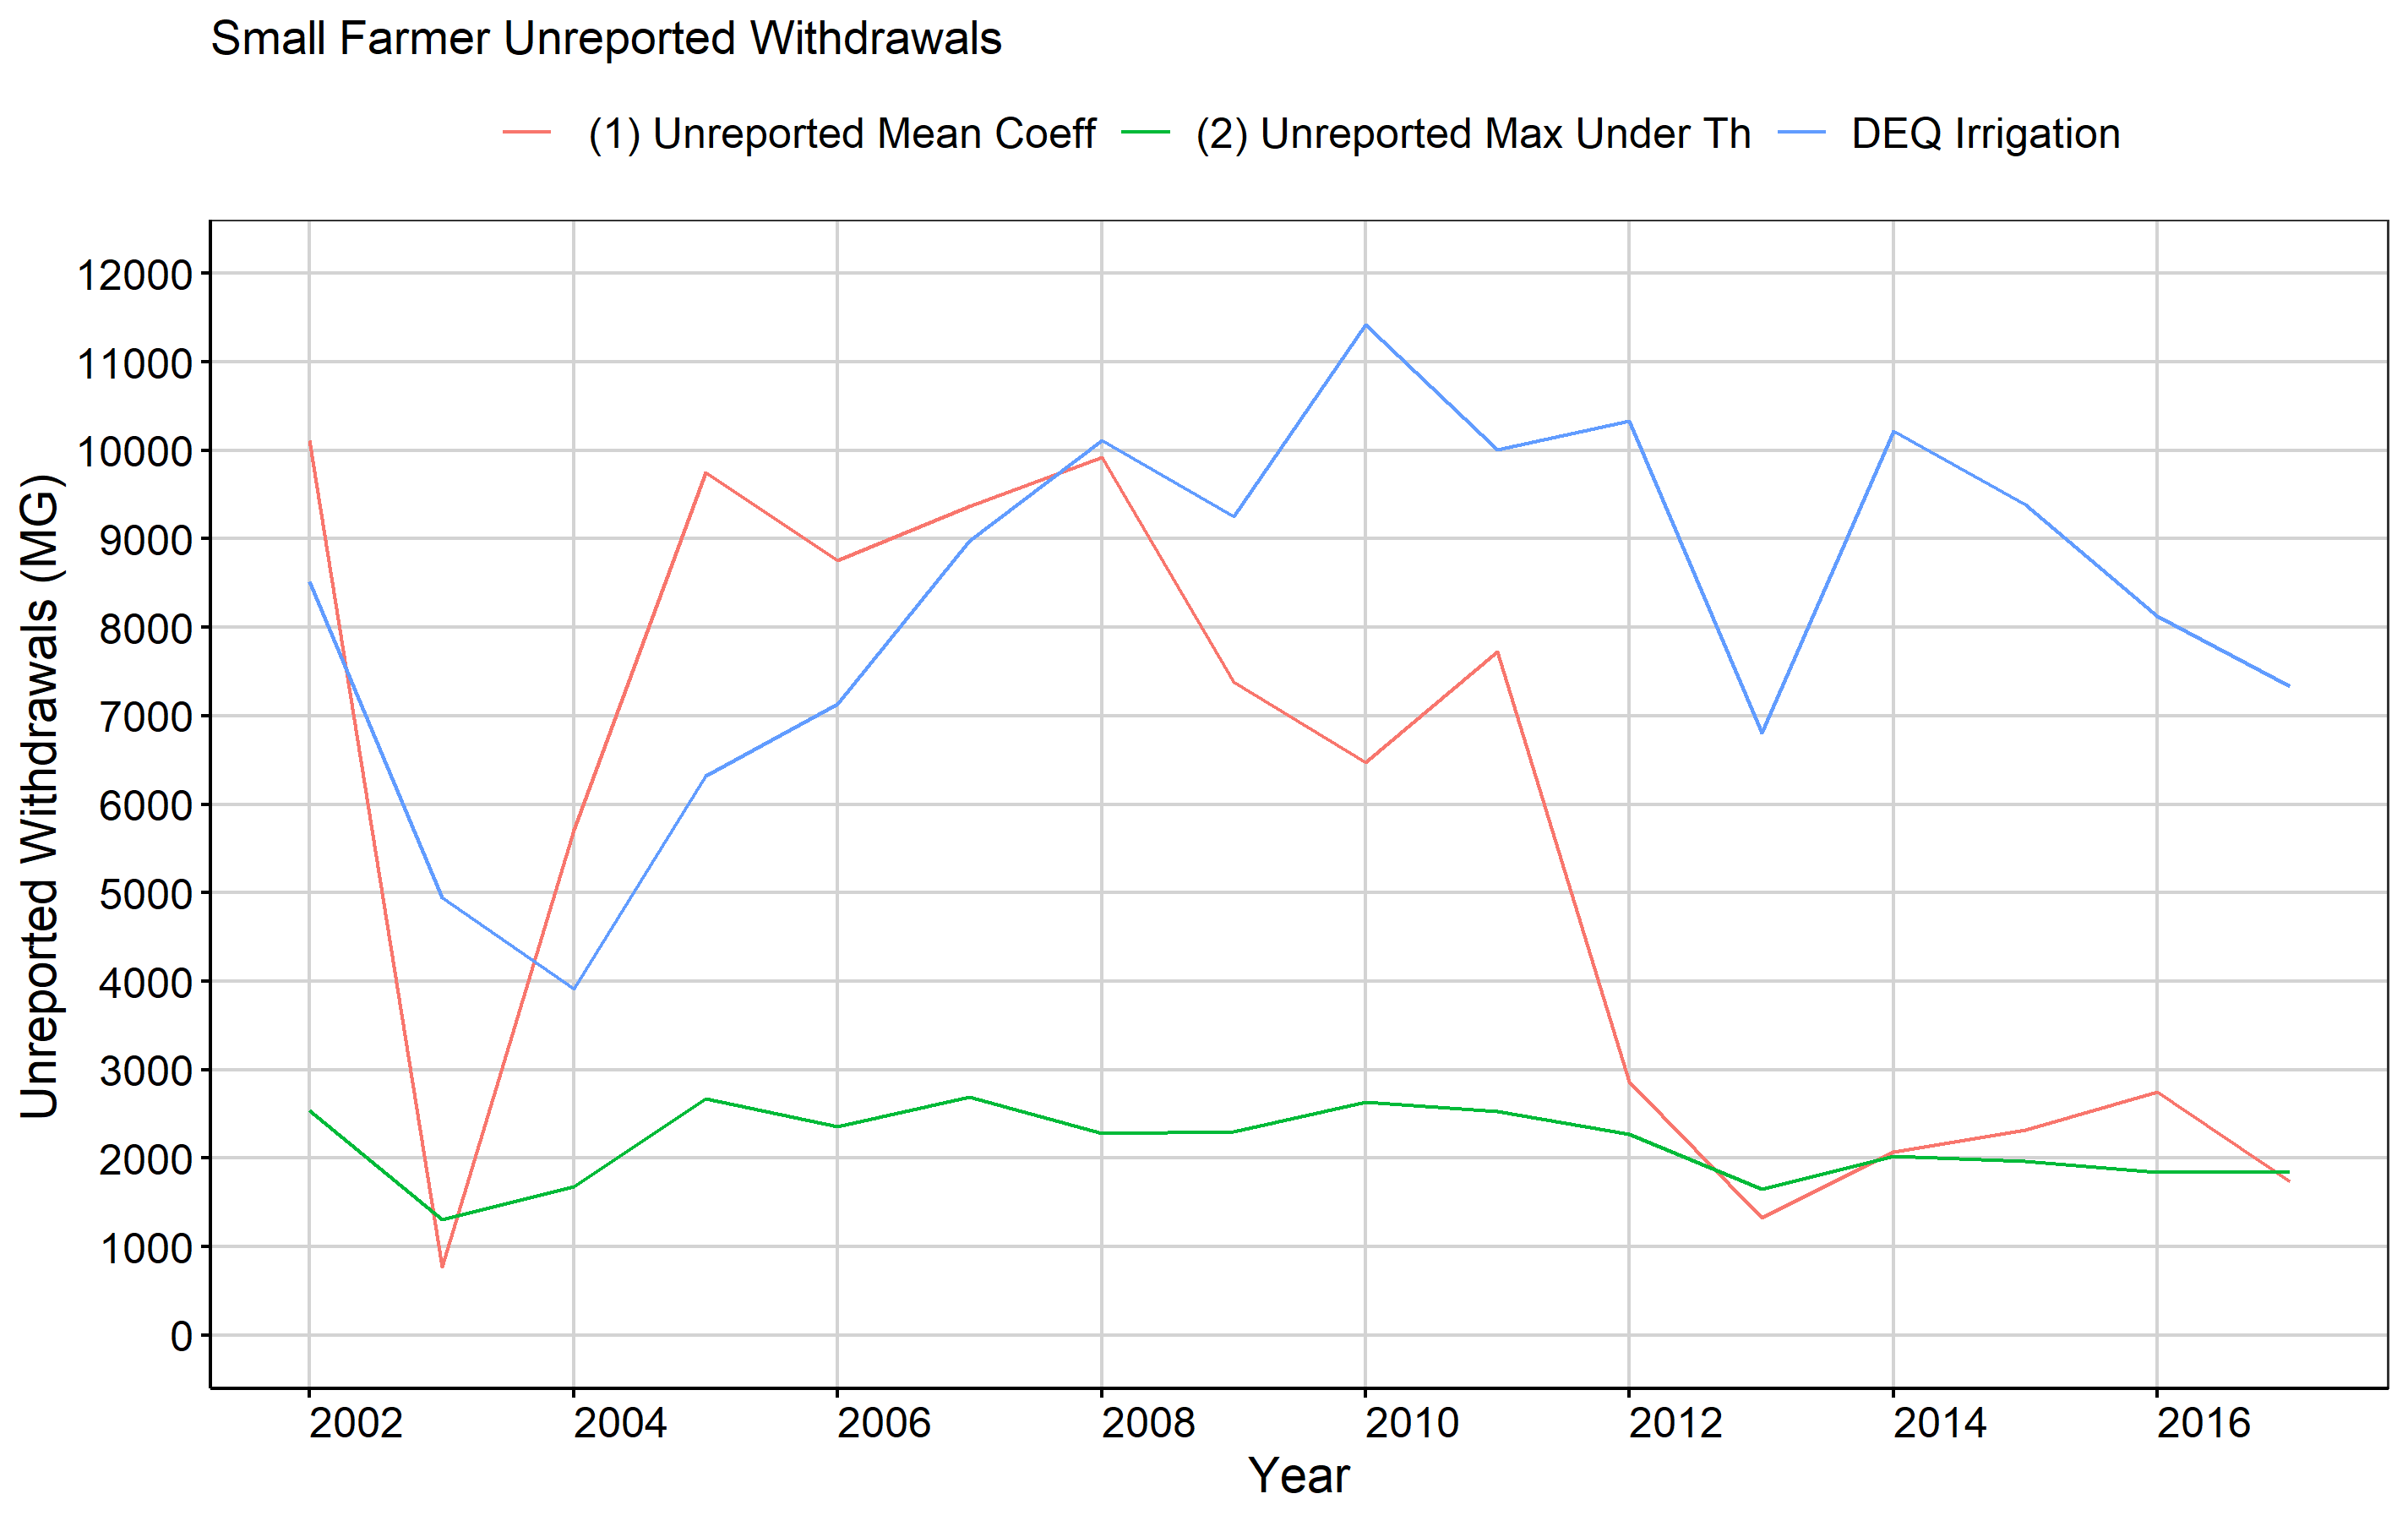 Small Farmer Unreported Withdrawals
(1) Unreported Mean Coeff (2) Unreported Max Under Th DEQ Irrigation
Unreported Withdrawals (MG)
12000
11000
10000
9000
8000
7000
6000
5000
4000
3000
2000
1000
0
2002 2004 2006 2008 2010 2012 2014 2016
Year